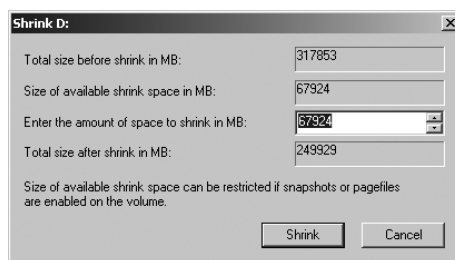 Shrink D:
Total size before shrink in MB: 317853
Size of available shrink space in MB: 67924
Enter the amount of space to shrink in MB: 67924
Total size after shrink in MB: 249929
Size of available shrink space can be restricted if snapshots or pagefiles
are enabled on the volume.
Shrink Cancel